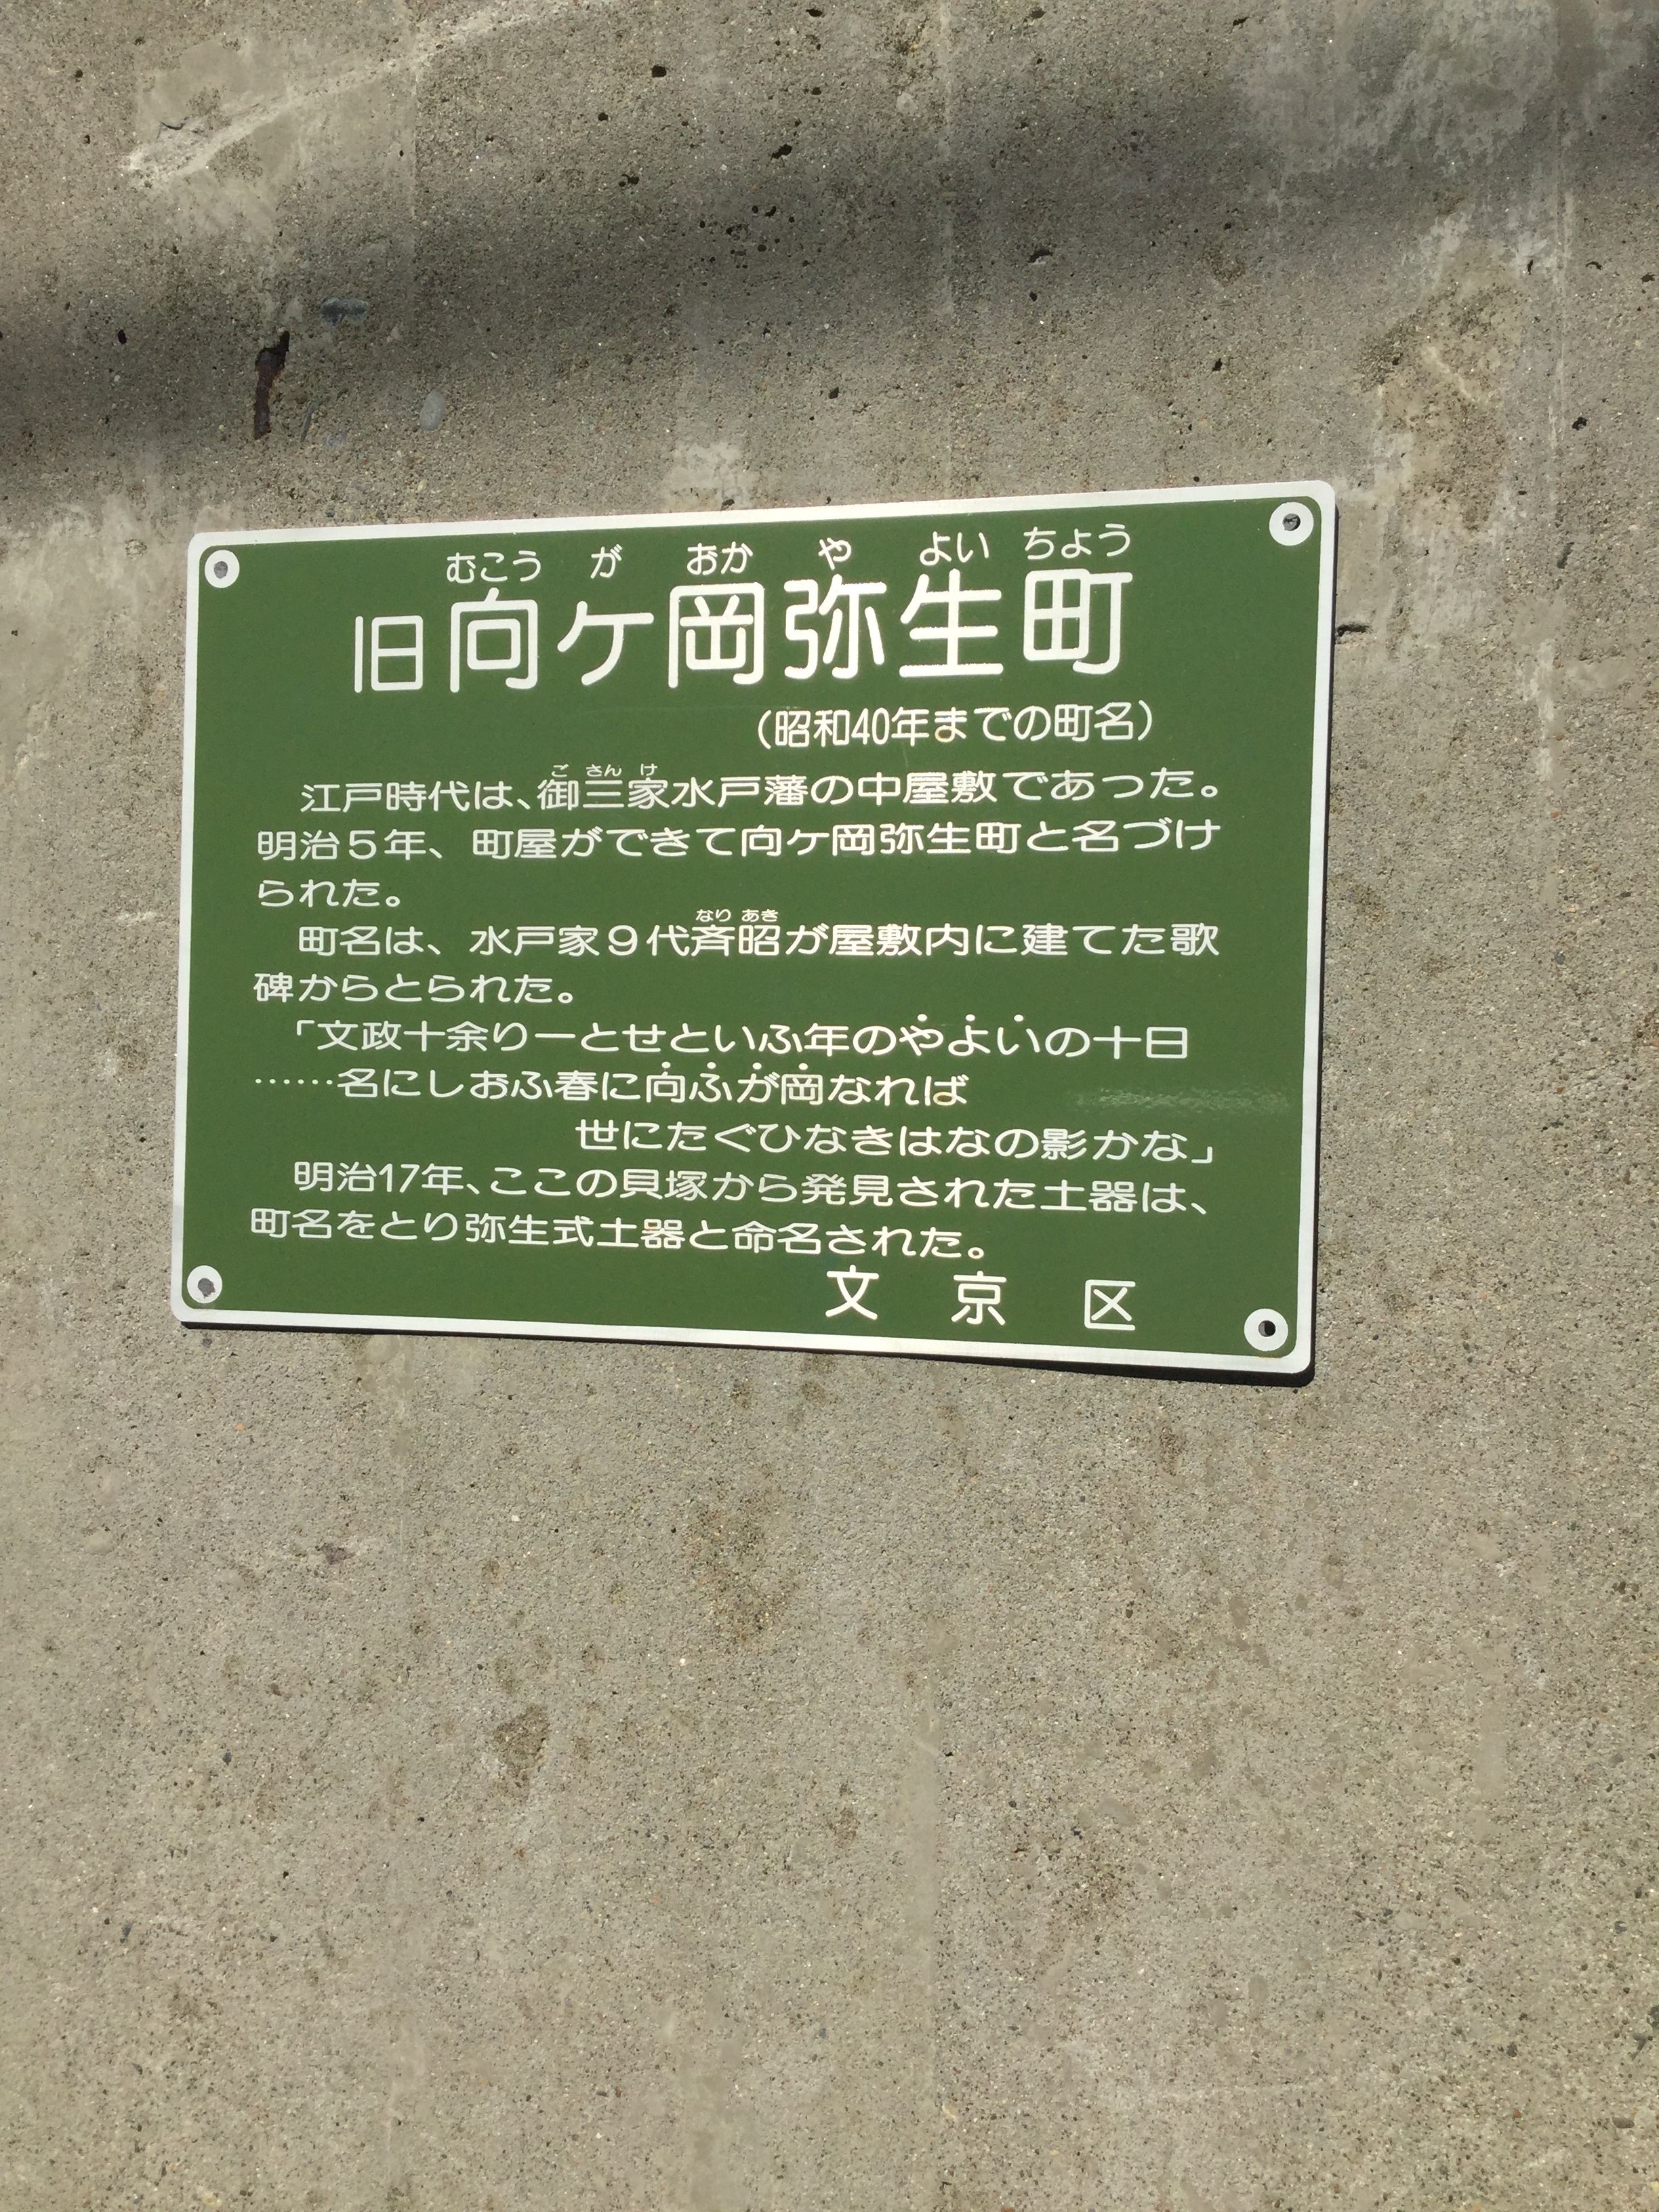 むこう が おか や よい ちょう
旧向ケ岡弥生町
(昭和40年までの町名)
ご さん け
江戸時代は、御三家水戸藩の中屋敷であった。
明治5年、町屋ができて向ケ岡弥生町と名づけ
られた。
なり あき
町名は、水戸家9代斉昭が屋敷内に建てた歌
碑からとられた。
「文政十余り一とせといふ年のやよいの十日
……名にしおふ春に向ふが岡なれば
世にたぐひなきはなの影かな」
明治17年、ここの貝塚から発見された土器は、
町名をとり弥生式土器と命名された。
文京区